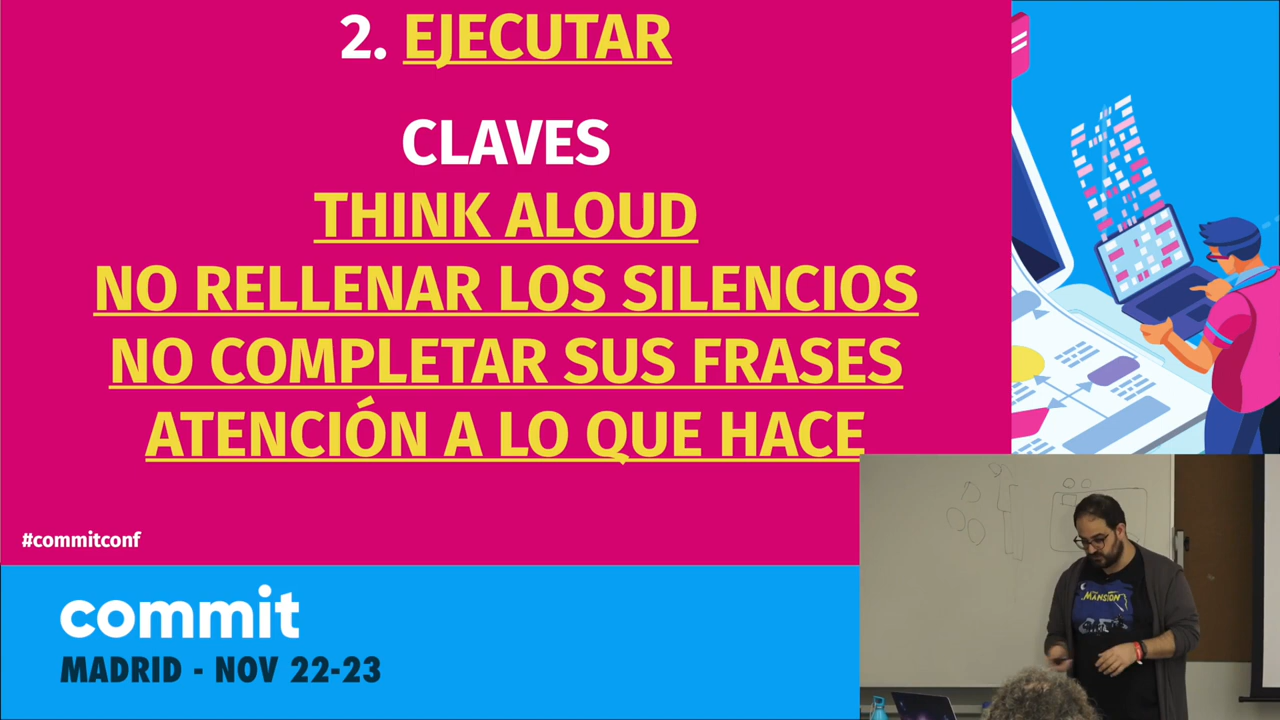 2. EJECUTAR
CLAVES
THINK ALOUD
NO RELLENAR LOS SILENCIOS
NO COMPLETAR SUS FRASES
ATENCIÓN A LO QUE HACE
#commitconf
commit
MADRID - NOV 22-23
MANSION